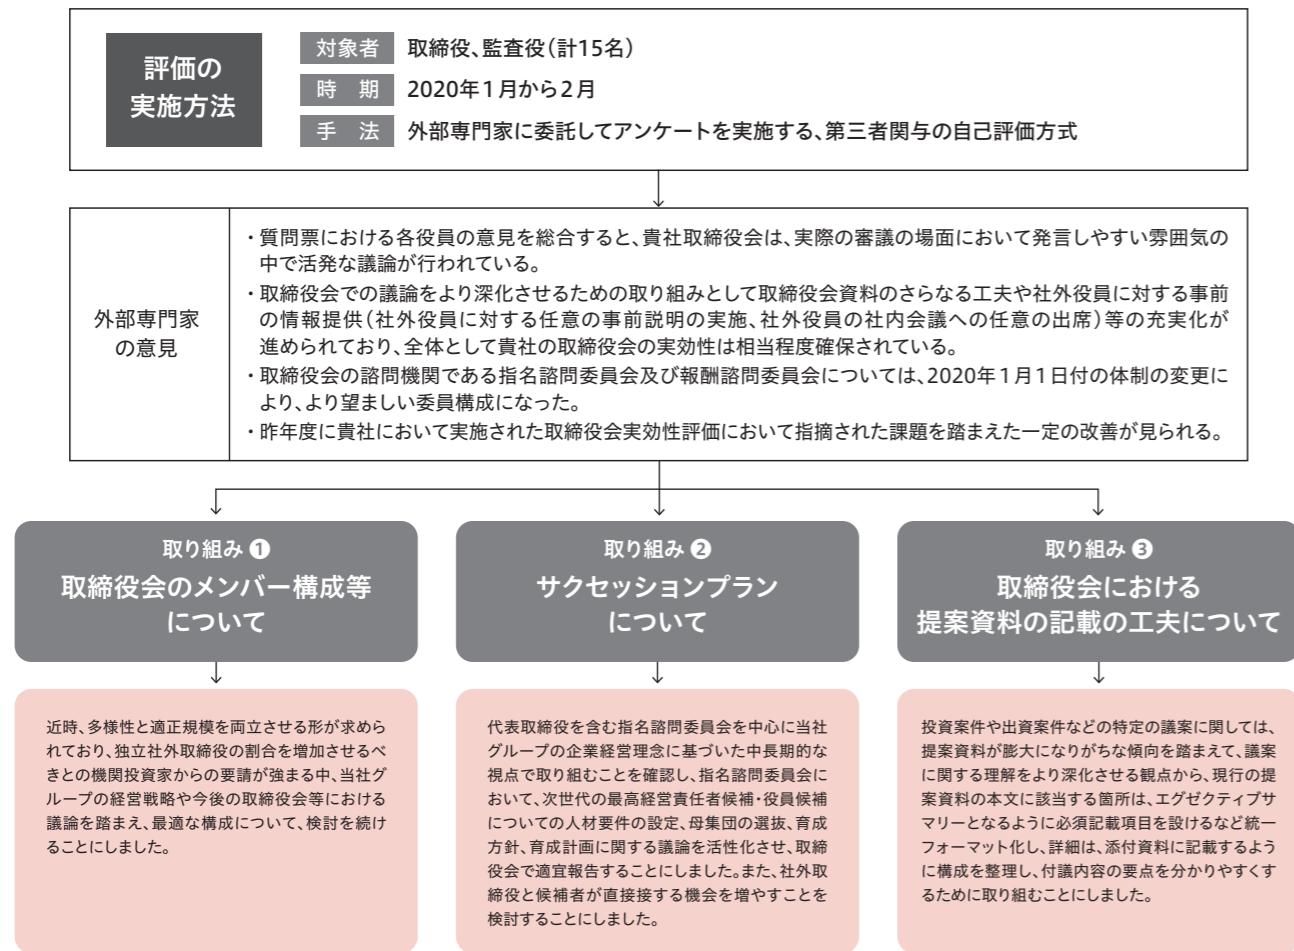 評価の
実施方法
対象者 取締役、監査役（計15名）
時 期 2020年1月から2月
手 法 外部専門家に委託してアンケートを実施する、第三者関与の自己評価方式
外部専門家
の意見
・質問票における各役員の意見を総合すると、貴社取締役会は、実際の審議の場面において発言しやすい雰囲気の
中で活発な議論が行われている。
・取締役会での議論をより深化させるための取り組みとして取締役会資料のさらなる工夫や社外役員に対する事前
の情報提供（社外役員に対する任意の事前説明の実施、社外役員の社内会議への任意の出席）等の充実化が
進められており、全体として貴社の取締役会の実効性は相当程度確保されている。
・取締役会の諮問機関である指名諮問委員会及び報酬諮問委員会については、2020年1月1日付の体制の変更に
より、より望ましい委員構成になった。
・昨年度に貴社において実施された取締役会実効性評価において指摘された課題を踏まえた一定の改善が見られる。
取り組み ❶
取締役会のメンバー構成等
について
近時、多様性と適正規模を両立させる形が求めら
れており、独立社外取締役の割合を増加させるべ
きとの機関投資家からの要請が強まる中、当社グ
ループの経営戦略や今後の取締役会等における
議論を踏まえ、最適な構成について、検討を続け
ることにしました。
取り組み ❷
サクセッションプラン
について
代表取締役を含む指名諮問委員会を中心に当社
グループの企業経営理念に基づいた中長期的な
視点で取り組むことを確認し、指名諮問委員会に
おいて、次世代の最高経営責任者候補・役員候補
についての人材要件の設定、母集団の選抜、育成
方針、育成計画に関する議論を活性化させ、取締
役会で適宜報告することにしました。また、社外取
締役と候補者が直接接する機会を増やすことを
検討することにしました。
取り組み ❸
取締役会における
提案資料の記載の工夫について
投資案件や出資案件などの特定の議案に関しては、
提案資料が膨大になりがちな傾向を踏まえて、議案
に関する理解をより深化させる観点から、現行の提
案資料の本文に該当する箇所は、エグゼクティブサ
マリーとなるように必須記載項目を設けるなど統一
フォーマット化し、詳細は、添付資料に記載するよう
に構成を整理し、付議内容の要点を分かりやすくす
るために取り組むことにしました。